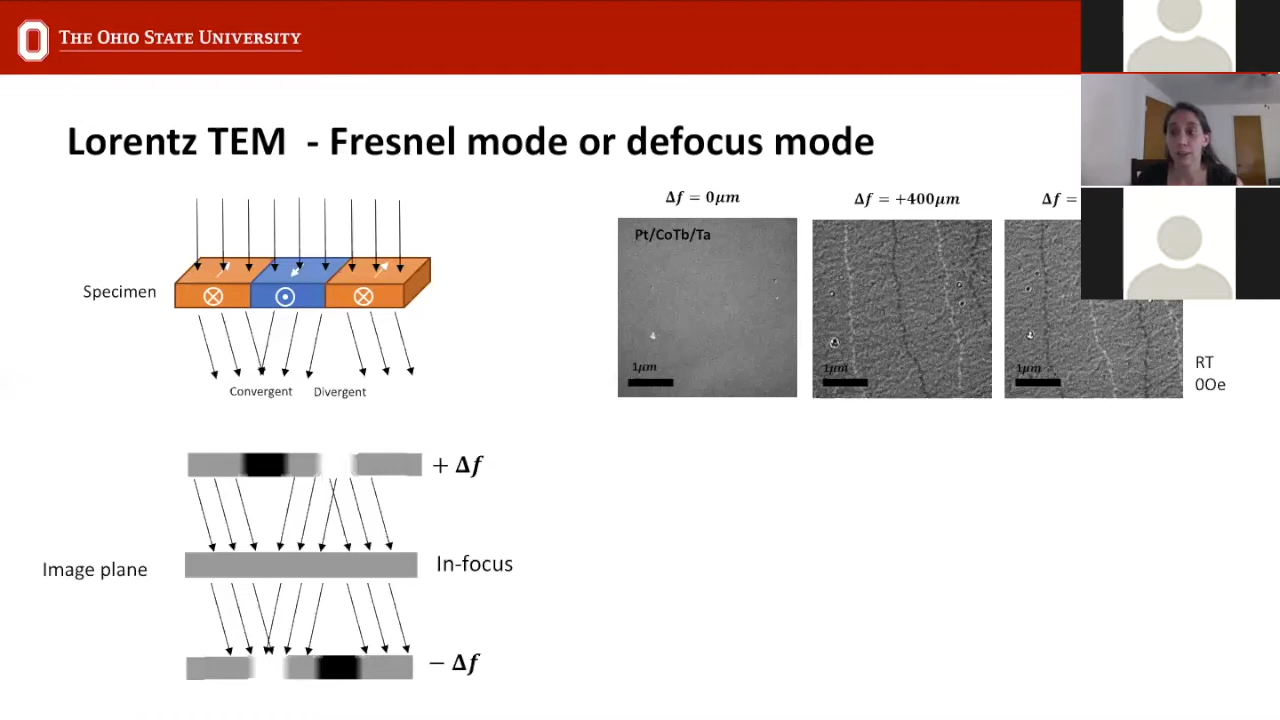 THE OHIO STATE UNIVERSITY
Lorentz TEM - Fresnel mode or defocus mode
Δf = 0μm
Δf = +400μm
Δf =
Pt/CoTb/Ta
Specimen
1μm
1μm
1μm
RT
0Oe
Convergent
Divergent
+ Δf
Image plane
In-focus
− Δf